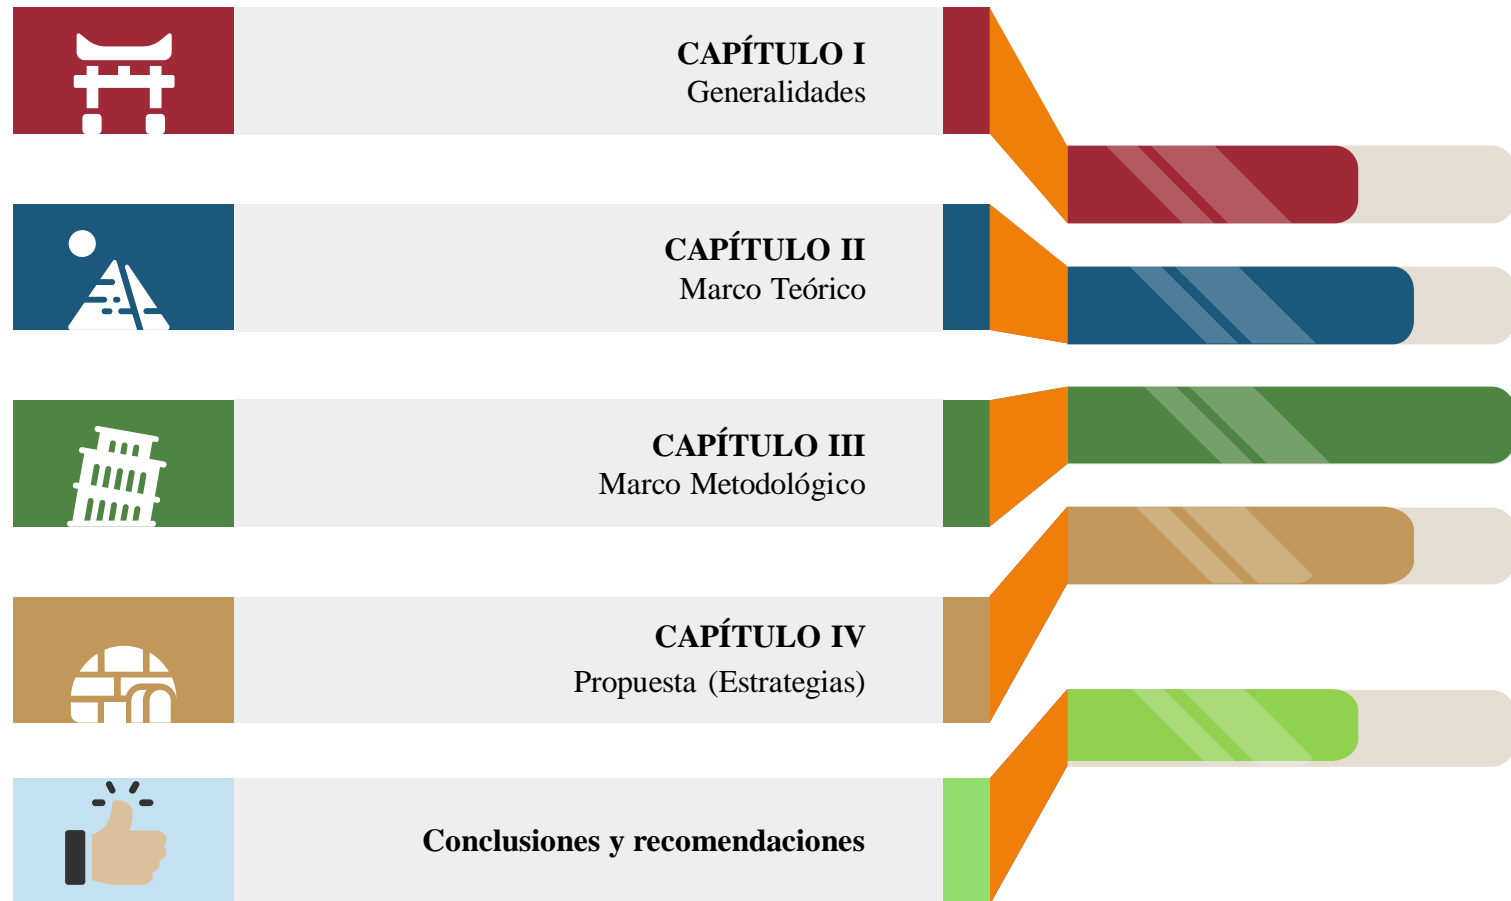 CAPÍTULO I
Generalidades
CAPÍTULO II
Marco Teórico
CAPÍTULO III
Marco Metodológico
CAPÍTULO IV
Propuesta (Estrategias)
Conclusiones y recomendaciones